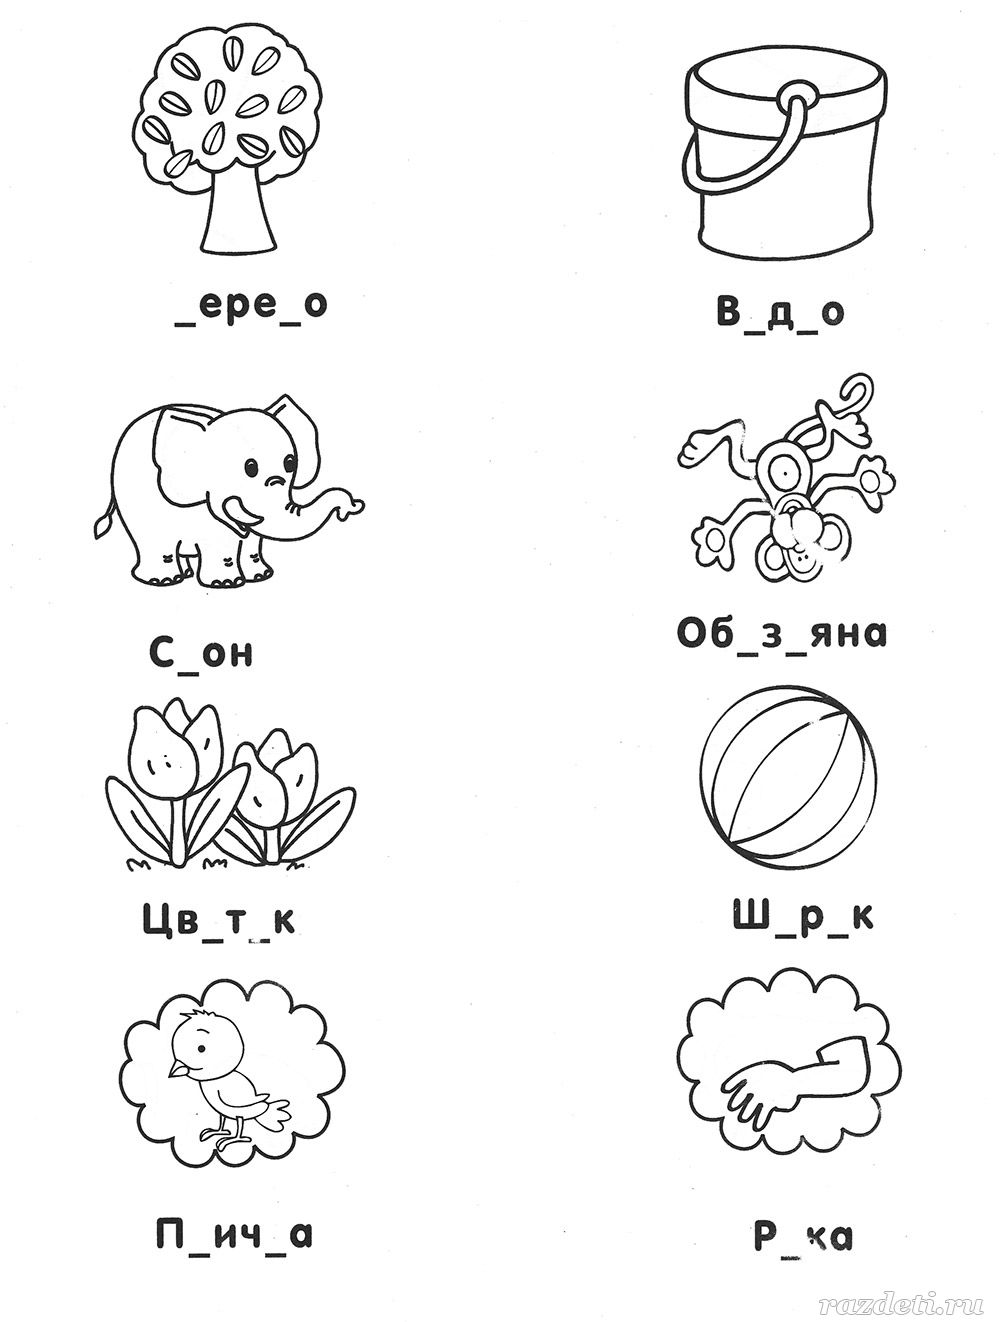 _ере_о
В_д_о
С_он
Об_з_яна
Цв_т_к
Ш_р_к
П_ич_а
Р_ка
razdeti.ru